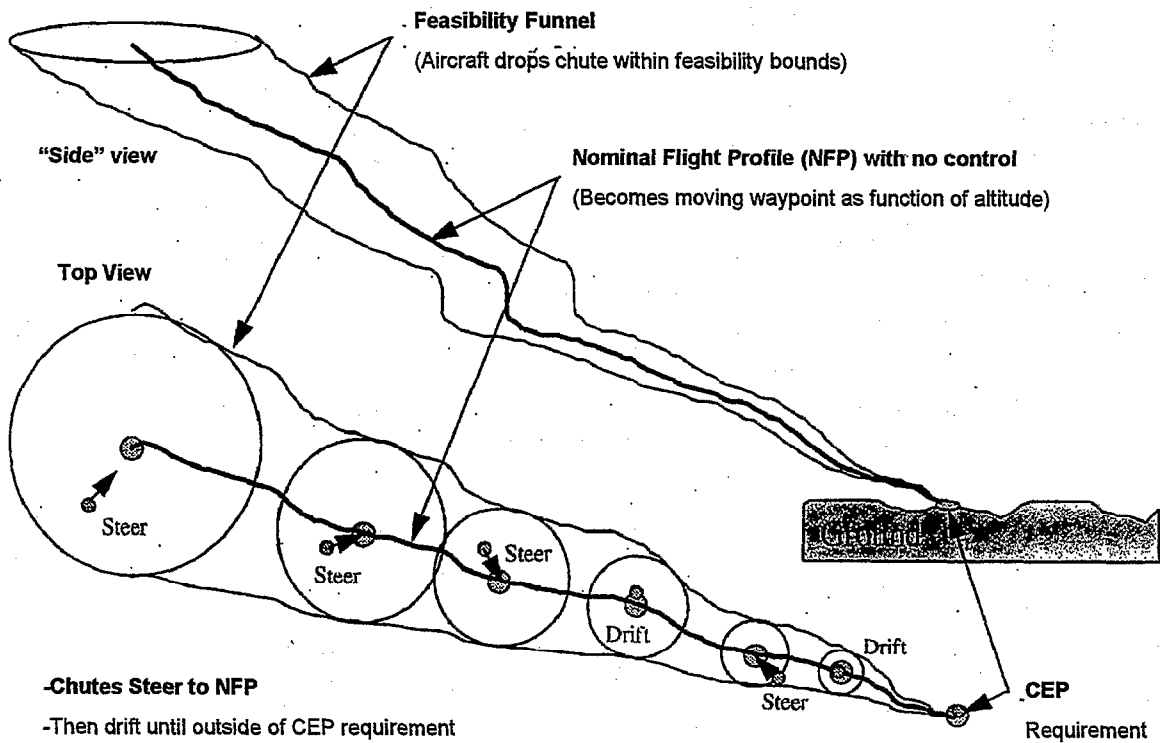 Feasibility Funnel
(Aircraft drops chute within feasibility bounds)
"Side" view
Nominal Flight Profile (NFP) with no control
(Becomes moving waypoint as function of altitude)
Top View
Steer
Steer
Steer
Drift
Steer
Drift
Ground
-Chutes Steer to NFP
-Then drift until outside of CEP requirement
CEP
Requirement